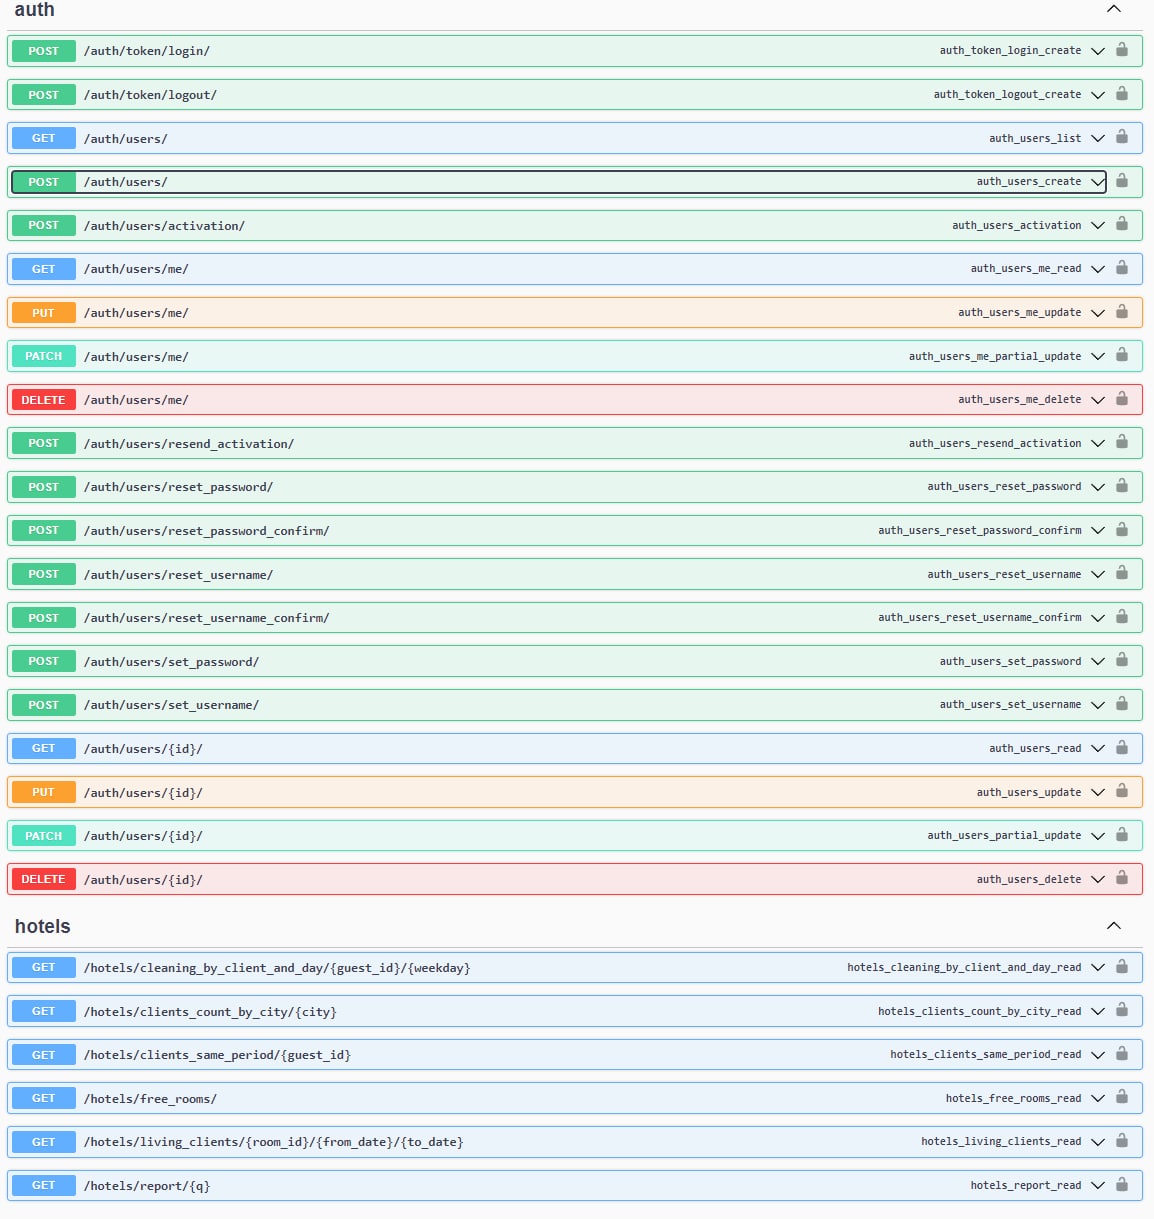 auth
POST /auth/token/login/ auth_token_login_create
POST /auth/token/logout/ auth_token_logout_create
GET /auth/users/ auth_users_list
POST /auth/users/ auth_users_create
POST /auth/users/activation/ auth_users_activation
GET /auth/users/me/ auth_users_me_read
PUT /auth/users/me/ auth_users_me_update
PATCH /auth/users/me/ auth_users_me_partial_update
DELETE /auth/users/me/ auth_users_me_delete
POST /auth/users/resend_activation/ auth_users_resend_activation
POST /auth/users/reset_password/ auth_users_reset_password
POST /auth/users/reset_password_confirm/ auth_users_reset_password_confirm
POST /auth/users/reset_username/ auth_users_reset_username
POST /auth/users/reset_username_confirm/ auth_users_reset_username_confirm
POST /auth/users/set_password/ auth_users_set_password
POST /auth/users/set_username/ auth_users_set_username
GET /auth/users/{id}/ auth_users_read
PUT /auth/users/{id}/ auth_users_update
PATCH /auth/users/{id}/ auth_users_partial_update
DELETE /auth/users/{id}/ auth_users_delete
hotels
GET /hotels/cleaning_by_client_and_day/{guest_id}/{weekday} hotels_cleaning_by_client_and_day_read
GET /hotels/clients_count_by_city/{city} hotels_clients_count_by_city_read
GET /hotels/clients_same_period/{guest_id} hotels_clients_same_period_read
GET /hotels/free_rooms/ hotels_free_rooms_read
GET /hotels/living_clients/{room_id}/{from_date}/{to_date} hotels_living_clients_read
GET /hotels/report/{q} hotels_report_read